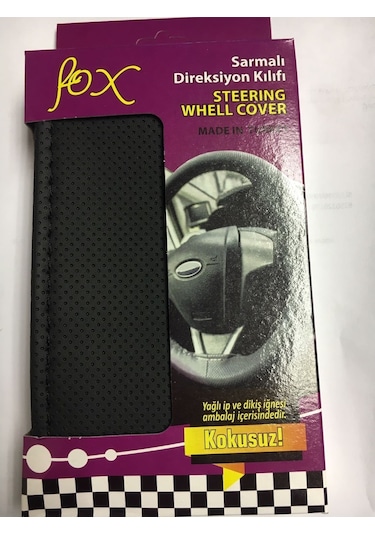 fox
Sarmalı
Direksiyon Kılıfı
STEERING
WHELL COVER
MADE IN
Yağlı ip ve dikiş iğnesi
ambalaj içerisindedir.
Kokusuz!